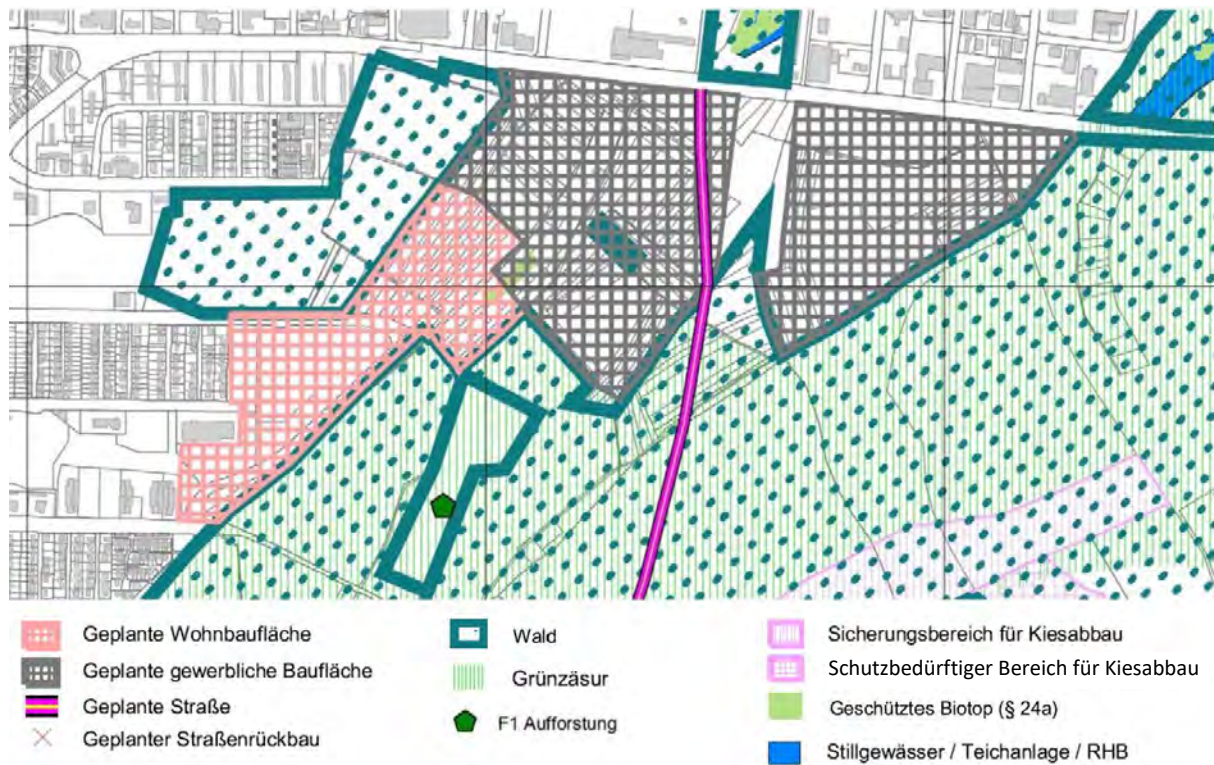 Geplante Wohnbaufläche
Geplante gewerbliche Baufläche
Geplante Straße
Geplanter Straßenrückbau
Wald
Grünzäsur
F1 Aufforstung
Sicherungsbereich für Kiesabbau
Schutzbedürftiger Bereich für Kiesabbau
Geschütztes Biotop (§ 24a)
Stillgewässer / Teichanlage / RHB